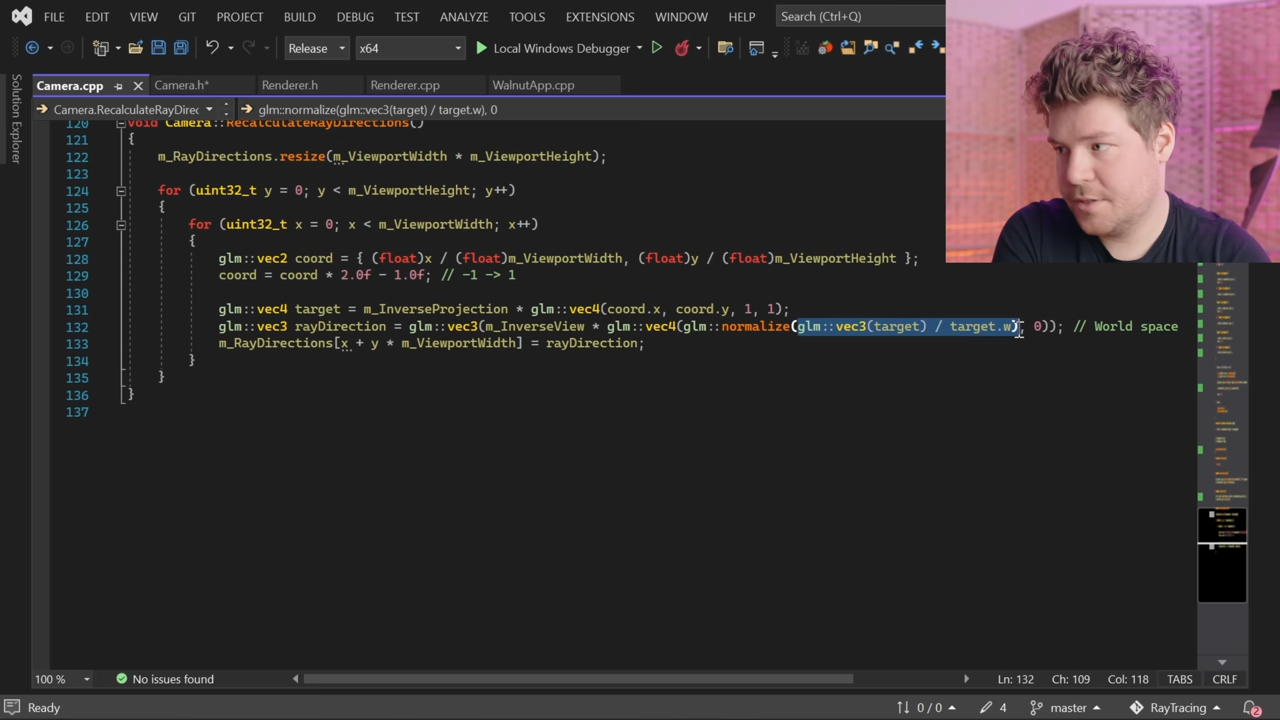 FILE EDIT VIEW GIT PROJECT BUILD DEBUG TEST ANALYZE TOOLS EXTENSIONS WINDOW HELP Search (Ctrl+Q)
Release x64 Local Windows Debugger
Camera.cpp Camera.h* Renderer.h Renderer.cpp WalnutApp.cpp
Camera.RecalculateRayDirec glm::normalize(glm::vec3(target) / target.w), 0
Solution Explorer
120 void Camera::RecalculateRayDirections()
121 {
122 m_RayDirections.resize(m_ViewportWidth * m_ViewportHeight);
123
124 for (uint32_t y = 0; y < m_ViewportHeight; y++)
125 {
126 for (uint32_t x = 0; x < m_ViewportWidth; x++)
127 {
128 glm::vec2 coord = { (float)x / (float)m_ViewportWidth, (float)y / (float)m_ViewportHeight };
129 coord = coord * 2.0f - 1.0f; // -1 -> 1
130
131 glm::vec4 target = m_InverseProjection * glm::vec4(coord.x, coord.y, 1, 1);
132 glm::vec3 rayDirection = glm::vec3(m_InverseView * glm::vec4(glm::normalize(glm::vec3(target) / target.w), 0)); // World space
133 m_RayDirections[x + y * m_ViewportWidth] = rayDirection;
134 }
135 }
136 }
137
100 % No issues found Ln: 132 Ch: 109 Col: 118 TABS CRLF
Ready 0 / 0 4 master RayTracing 2